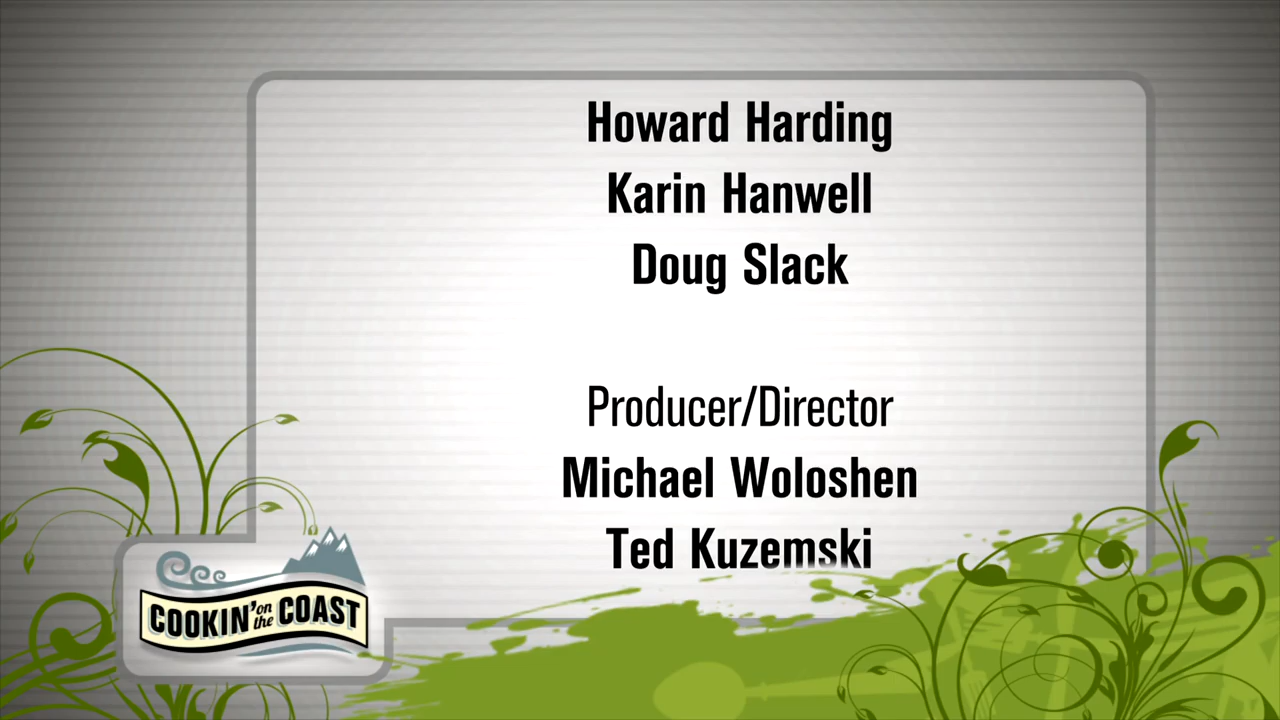 Howard Harding
Karin Hanwell
Doug Slack
Producer/Director
Michael Woloshen
Ted Kuzemski
COOKIN' on the COAST